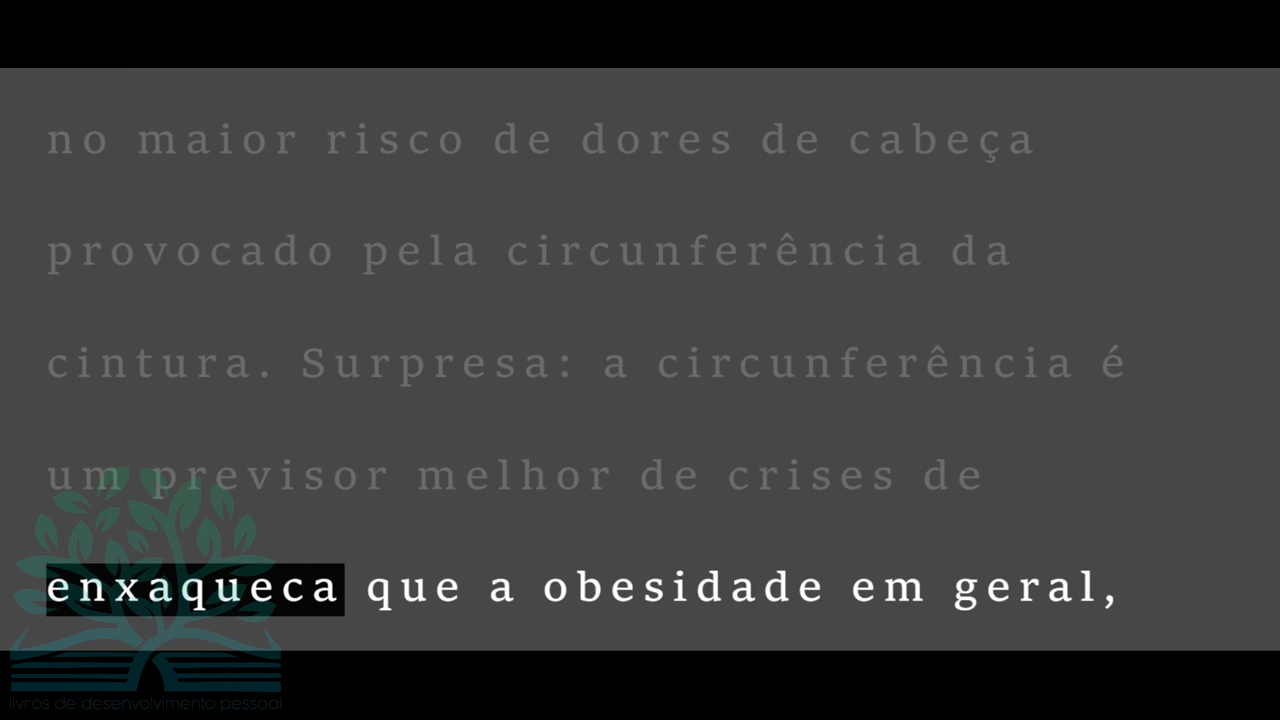 no maior risco de dores de cabeça
provocado pela circunferência da
cintura. Surpresa: a circunferência é
um previsor melhor de crises de
enxaqueca que a obesidade em geral,
livros de desenvolvimento pessoal